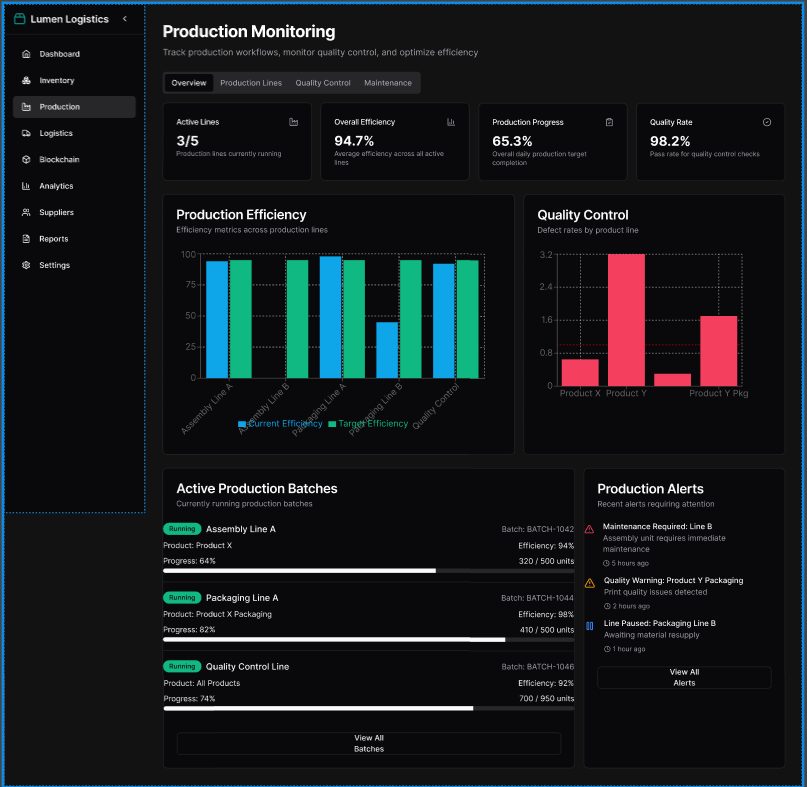 Lumen Logistics
Dashboard
Inventory
Production
Logistics
Blockchain
Analytics
Suppliers
Reports
Settings
Production Monitoring
Track production workflows, monitor quality control, and optimize efficiency
Overview Production Lines Quality Control Maintenance
Active Lines
3/5
Production lines currently running
Overall Efficiency
94.7%
Average efficiency across all active
lines
Production Progress
65.3%
Overall daily production target
completion
Quality Rate
98.2%
Pass rate for quality control checks
Production Efficiency
Efficiency metrics across production lines
100
75
50
25
0
Assembly Line A
Assembly Line B
Packaging Line A
Packaging Line B
Quality Control
Current Efficiency Target Efficiency
Quality Control
Defect rates by product line
3.2
2.4
1.6
0.8
0
Product X Product Y Product Y Pkg
Active Production Batches
Currently running production batches
Running Assembly Line A Batch: BATCH-1042
Product: Product X Efficiency: 94%
Progress: 64% 320 / 500 units
Running Packaging Line A Batch: BATCH-1044
Product: Product X Packaging Efficiency: 98%
Progress: 82% 410 / 500 units
Running Quality Control Line Batch: BATCH-1046
Product: All Products Efficiency: 92%
Progress: 74% 700 / 950 units
View All
Batches
Production Alerts
Recent alerts requiring attention
Maintenance Required: Line B
Assembly unit requires immediate
maintenance
5 hours ago
Quality Warning: Product Y Packaging
Print quality issues detected
2 hours ago
Line Paused: Packaging Line B
Awaiting material resupply
1 hour ago
View All
Alerts